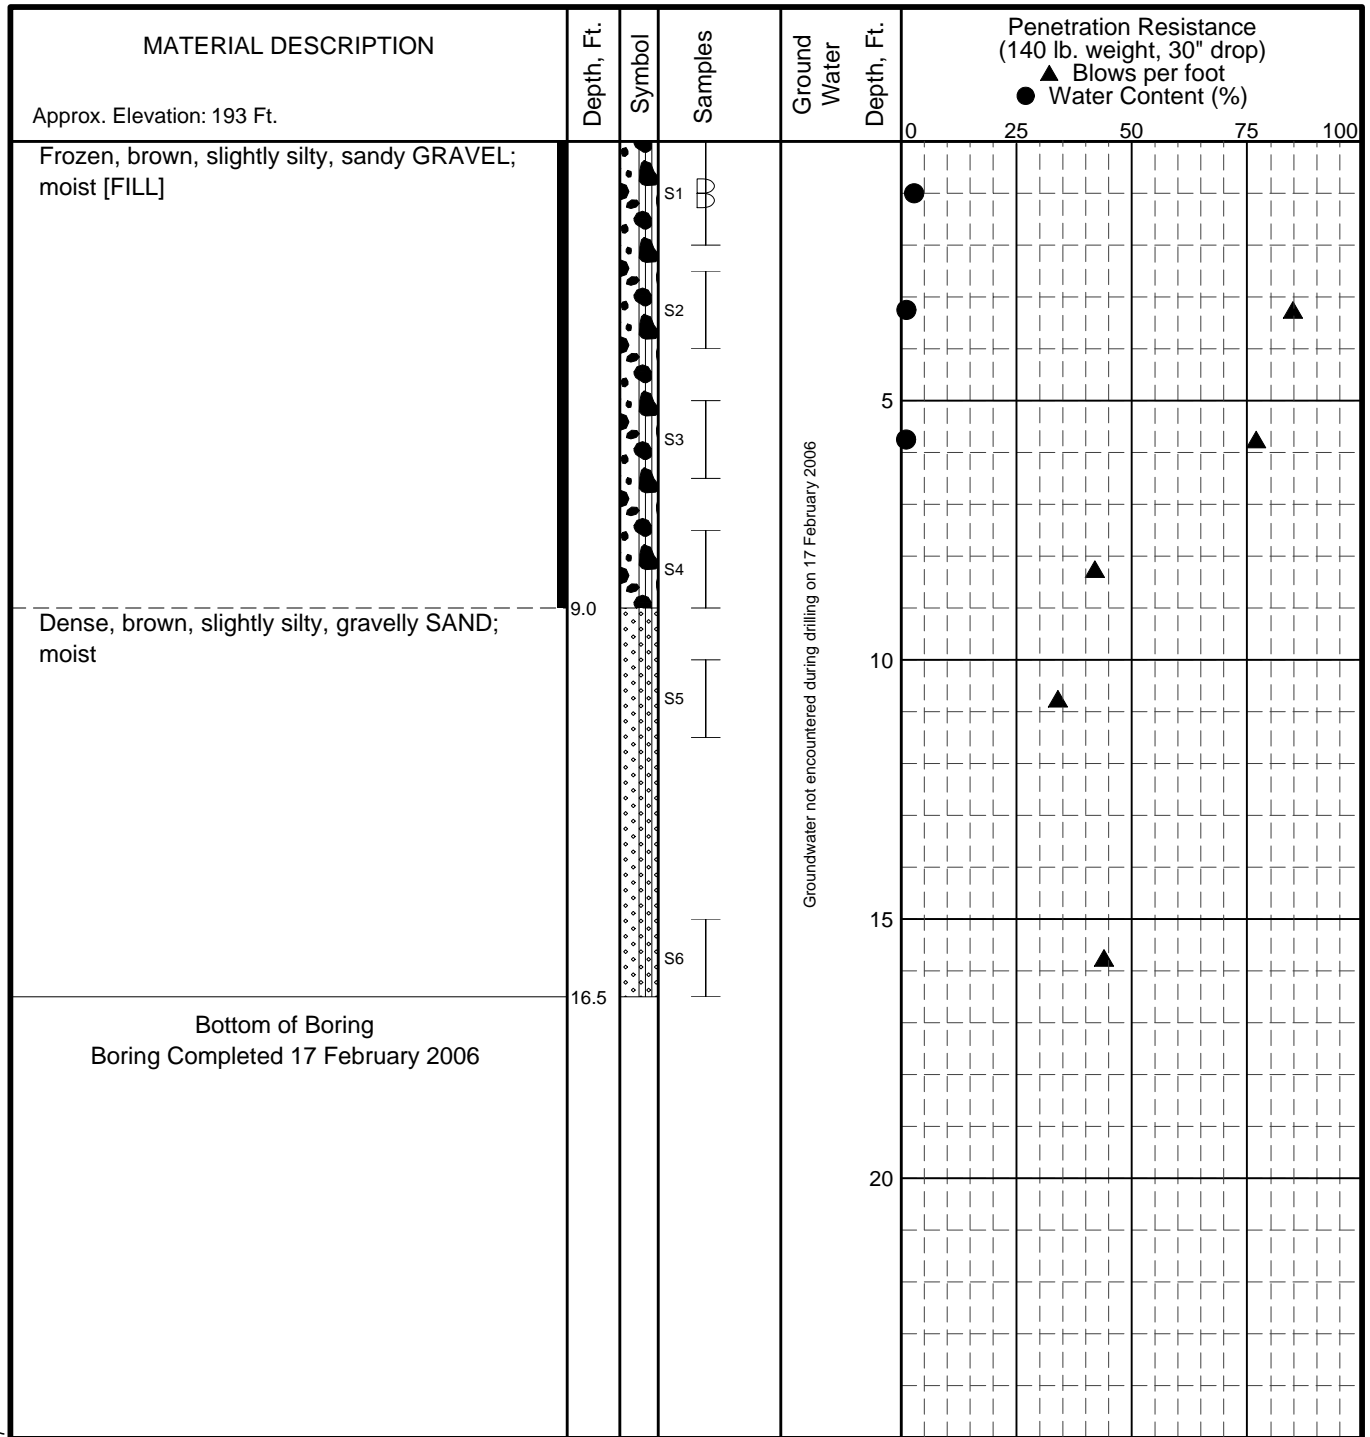 MATERIAL DESCRIPTION
Approx. Elevation: 193 Ft.
Depth, Ft.
Symbol
Samples
Ground
Water
Depth, Ft.
Penetration Resistance
(140 lb. weight, 30" drop)
▲ Blows per foot
● Water Content (%)
0 25 50 75 100
Frozen, brown, slightly silty, sandy GRAVEL;
moist [FILL]
S1
B
S2
5
S3
S4
9.0
Dense, brown, slightly silty, gravelly SAND;
moist
10
S5
Groundwater not encountered during drilling on 17 February 2006
15
S6
16.5
Bottom of Boring
Boring Completed 17 February 2006
20